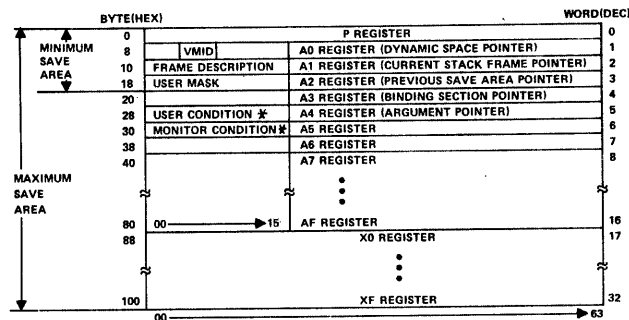 BYTE(HEX) WORD(DEC)
0 P REGISTER 0
MINIMUM SAVE AREA
8 VMID A0 REGISTER (DYNAMIC SPACE POINTER) 1
10 FRAME DESCRIPTION A1 REGISTER (CURRENT STACK FRAME POINTER) 2
18 USER MASK A2 REGISTER (PREVIOUS SAVE AREA POINTER) 3
20 A3 REGISTER (BINDING SECTION POINTER) 4
28 USER CONDITION * A4 REGISTER (ARGUMENT POINTER) 5
30 MONITOR CONDITION * A5 REGISTER 6
38 A6 REGISTER 7
40 A7 REGISTER 8
MAXIMUM
SAVE
AREA
80 00 15 AF REGISTER 16
88 X0 REGISTER 17
100 XF REGISTER 32
00 63